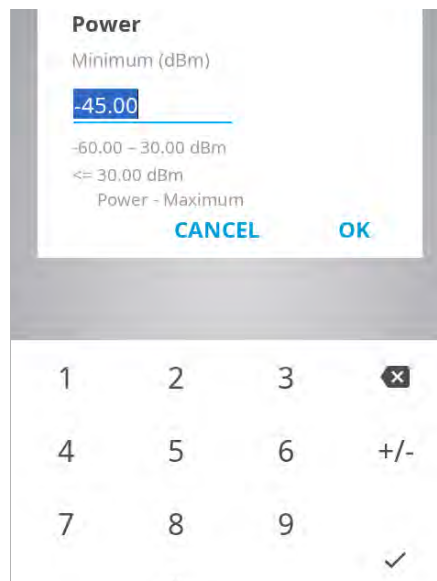 Power
Minimum (dBm)
-45.00
-60.00 – 30.00 dBm
<= 30.00 dBm
Power - Maximum
CANCEL OK
1 2 3
4 5 6 +/-
7 8 9